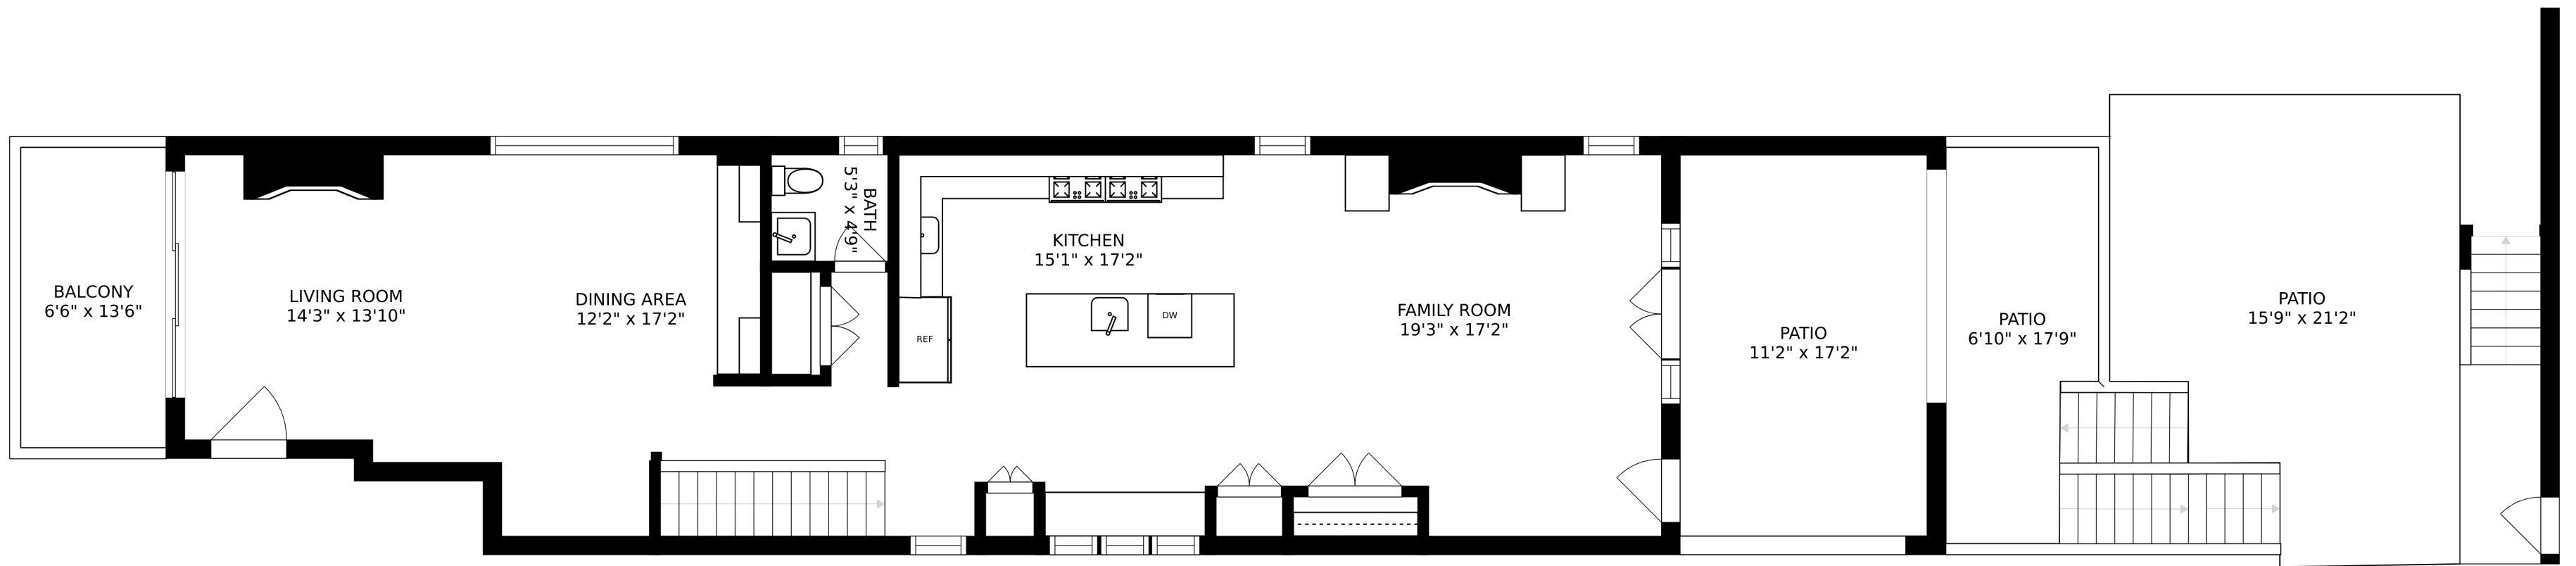 BALCONY
6'6" x 13'6"
LIVING ROOM
14'3" x 13'10"
DINING AREA
12'2" x 17'2"
BATH
5'3" x 4'9"
KITCHEN
15'1" x 17'2"
REF
DW
FAMILY ROOM
19'3" x 17'2"
PATIO
11'2" x 17'2"
PATIO
6'10" x 17'9"
PATIO
15'9" x 21'2"